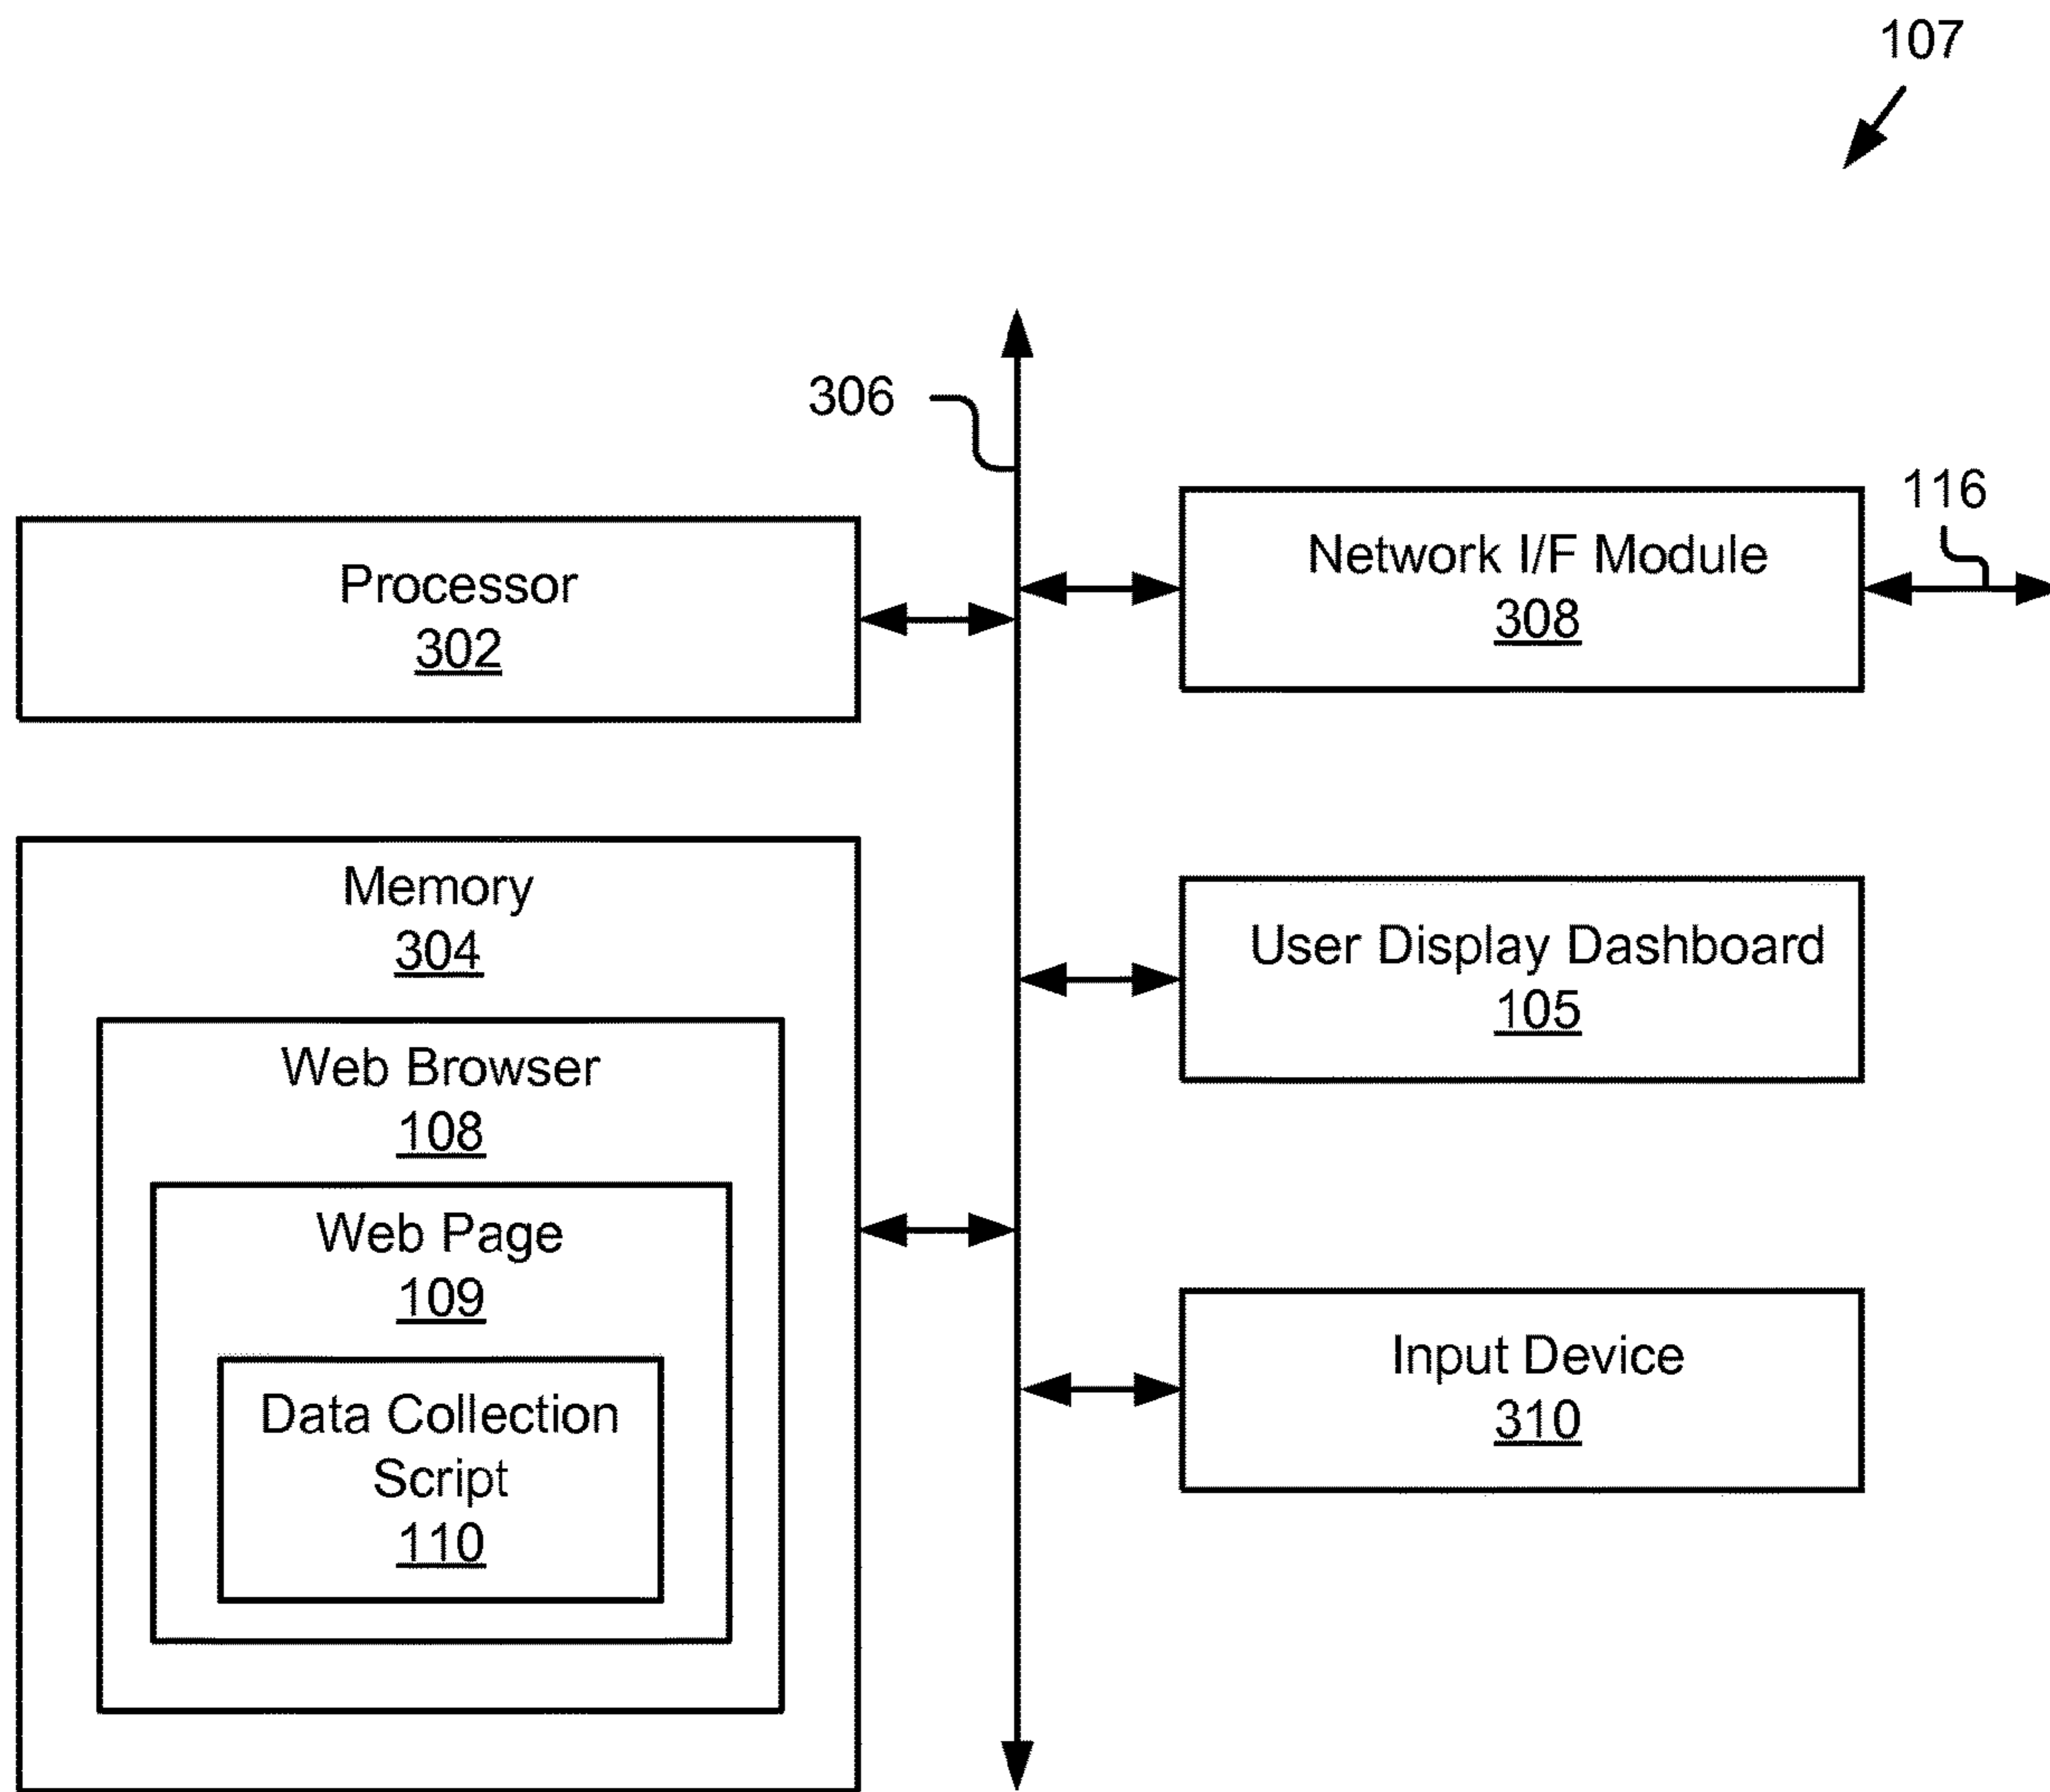 107
306
116
Processor
302
Network I/F Module
308
Memory
304
Web Browser
108
Web Page
109
Data Collection
Script
110
User Display Dashboard
105
Input Device
310